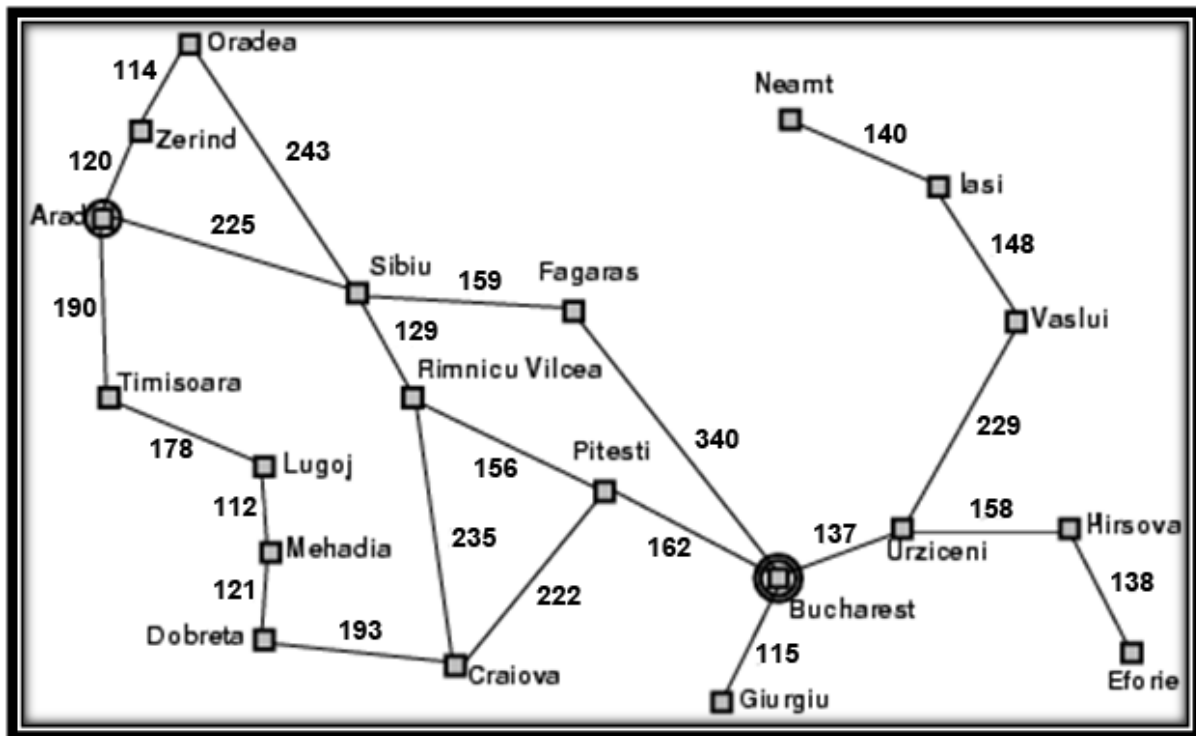 Oradea
114
Neamt
Zerind
140
243
120
Iasi
Arad
225
148
Sibiu
Fagaras
159
190
Vaslui
129
Timisoara
Rimnicu Vilcea
340
229
178
Pitesti
Lugoj
156
112
158
Hirsova
235
137
Mehadia
162
Urziceni
121
222
138
Bucharest
Dobreta
193
115
Craiova
Eforie
Giurgiu